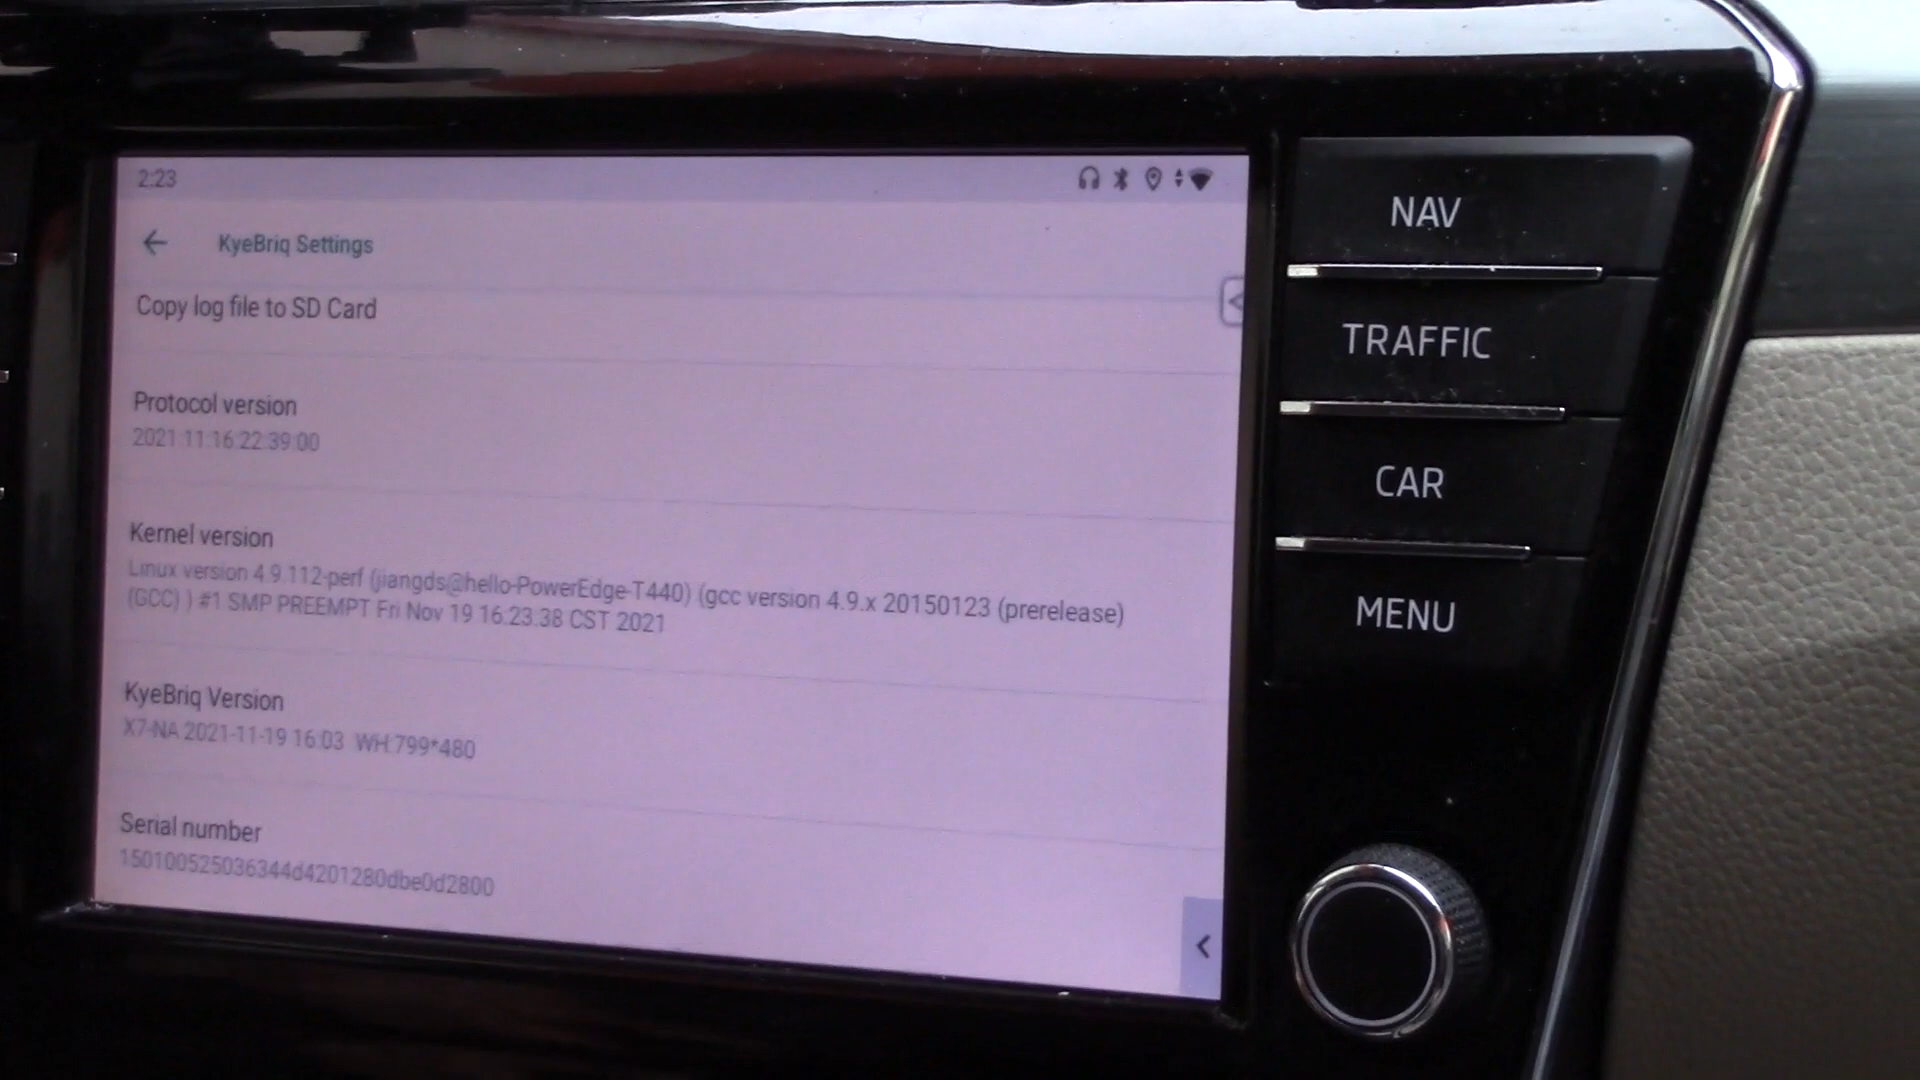 2:23
KyeBriq Settings
Copy log file to SD Card
Protocol version
2021.11.16.22.39.00
Kernel version
Linux version 4.9.112-perf (jiangds@hello-PowerEdge-T440) (gcc version 4.9.x 20150123 (prerelease)
(GCC) ) #1 SMP PREEMPT Fri Nov 19 16:23:38 CST 2021
KyeBriq Version
X7-NA 2021-11-19 16:03 WH:799*480
Serial number
150100525036344d4201280dbe0d2800
NAV
TRAFFIC
CAR
MENU